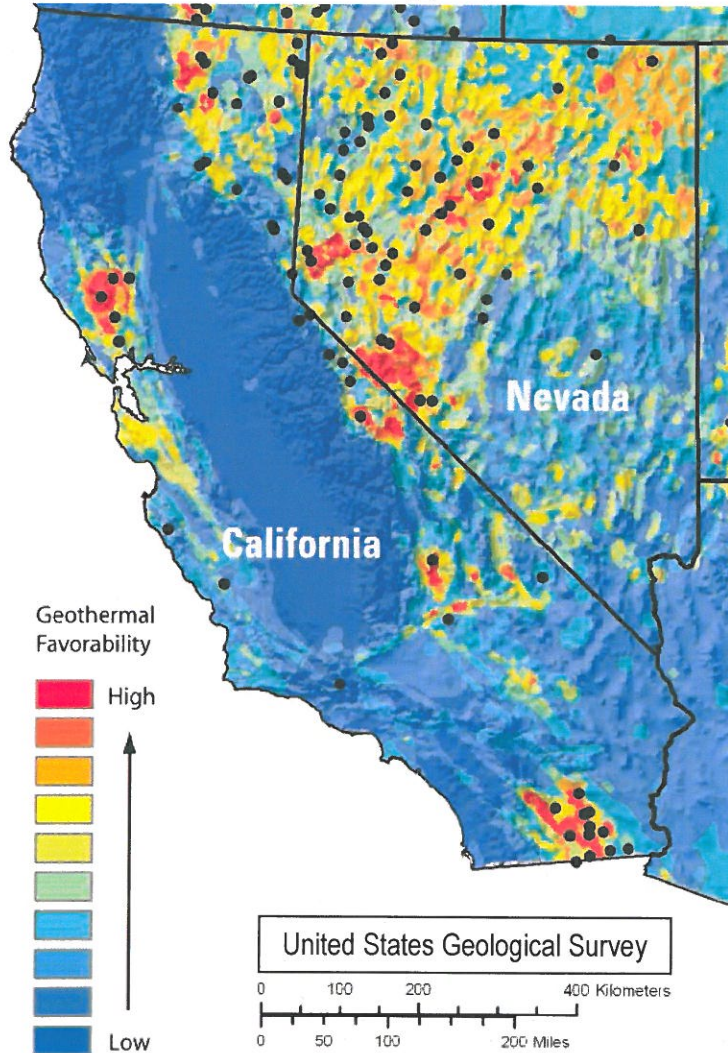 Nevada
California
Geothermal
Favorability
High
Low
United States Geological Survey
0 100 200 400 Kilometers
0 50 100 200 Miles